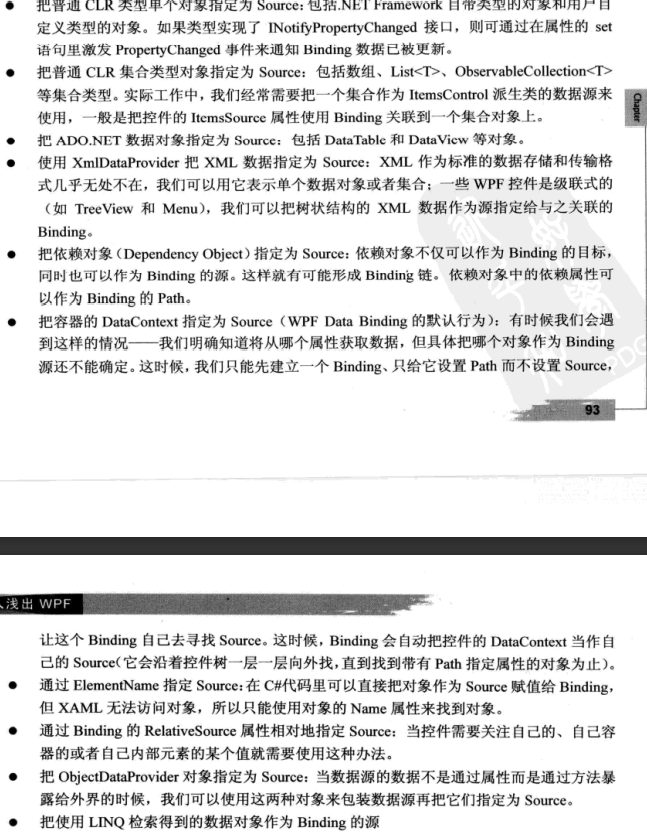 ● 把普通 CLR 类型单个对象指定为 Source：包括.NET Framework 自带类型的对象和用户自
定义类型的对象。如果类型实现了 INotifyPropertyChanged 接口，则可通过在属性的 set
语句里激发 PropertyChanged 事件来通知 Binding 数据已被更新。
● 把普通 CLR 集合类型对象指定为 Source：包括数组、List<T>、ObservableCollection<T>
等集合类型。实际工作中，我们经常需要把一个集合作为 ItemsControl 派生类的数据源来
使用，一般是把控件的 ItemsSource 属性使用 Binding 关联到一个集合对象上。
Chapter
● 把 ADO.NET 数据对象指定为 Source：包括 DataTable 和 DataView 等对象。
● 使用 XmlDataProvider 把 XML 数据指定为 Source：XML 作为标准的数据存储和传输格
式几乎无处不在，我们可以用它表示单个数据对象或者集合；一些 WPF 控件是级联式的
（如 TreeView 和 Menu），我们可以把树状结构的 XML 数据作为源指定给与之关联的
Binding。
● 把依赖对象（Dependency Object）指定为 Source：依赖对象不仅可以作为 Binding 的目标，
同时也可以作为 Binding 的源。这样就有可能形成 Binding 链。依赖对象中的依赖属性可
以作为 Binding 的 Path。
● 把容器的 DataContext 指定为 Source（WPF Data Binding 的默认行为）：有时候我们会遇
到这样的情况——我们明确知道将从哪个属性获取数据，但具体把哪个对象作为 Binding
源还不能确定。这时候，我们只能先建立一个 Binding、只给它设置 Path 而不设置 Source，
93
浅出 WPF
让这个 Binding 自己去寻找 Source。这时候，Binding 会自动把控件的 DataContext 当作自
己的 Source（它会沿着控件树一层一层向外找，直到找到带有 Path 指定属性的对象为止）。
● 通过 ElementName 指定 Source：在 C#代码里可以直接把对象作为 Source 赋值给 Binding，
但 XAML 无法访问对象，所以只能使用对象的 Name 属性来找到对象。
● 通过 Binding 的 RelativeSource 属性相对地指定 Source：当控件需要关注自己的、自己容
器的或者自己内部元素的某个值就需要使用这种办法。
● 把 ObjectDataProvider 对象指定为 Source：当数据源的数据不是通过属性而是通过方法暴
露给外界的时候，我们可以使用这两种对象来包装数据源再把它们指定为 Source。
● 把使用 LINQ 检索得到的数据对象作为 Binding 的源